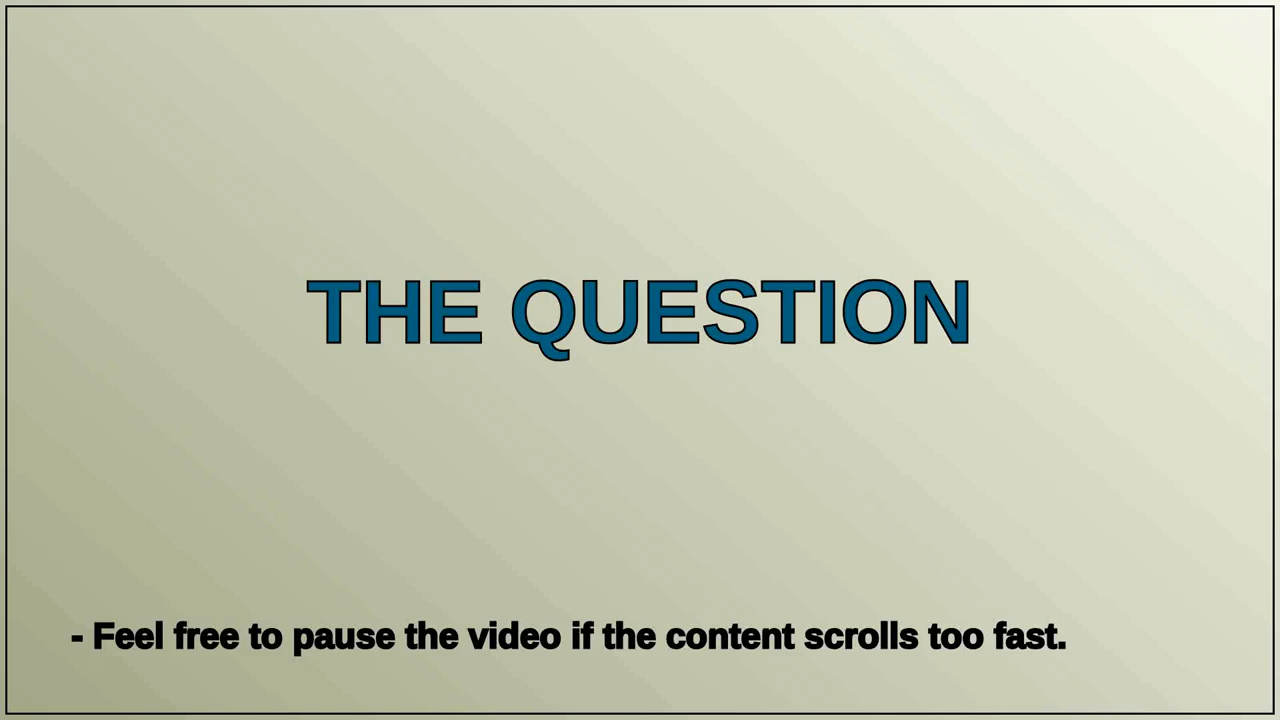 THE QUESTION
- Feel free to pause the video if the content scrolls too fast.